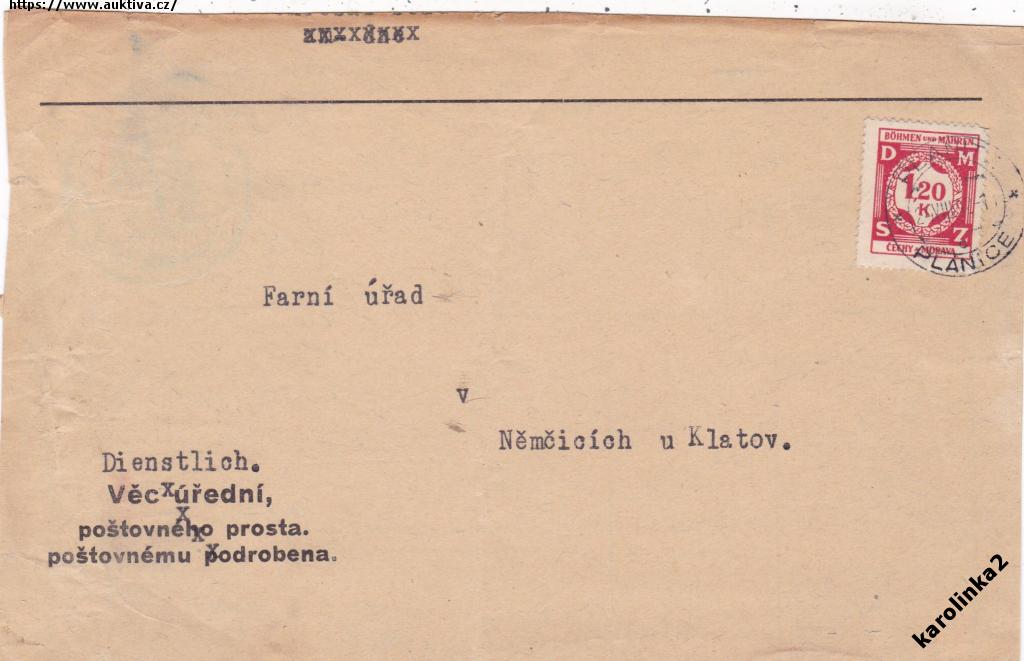 https://www.auktiva.cz/
BÖHMEN UND MÄHREN
D M
1.20
K
S Z
ČECHY A MORAVA
PLÁNICE
Farní úřad
v
Němčicích u Klatov.
Dienstlich.
Věc úřední,
poštovného prosta.
poštovnému podrobena.
karolinka2